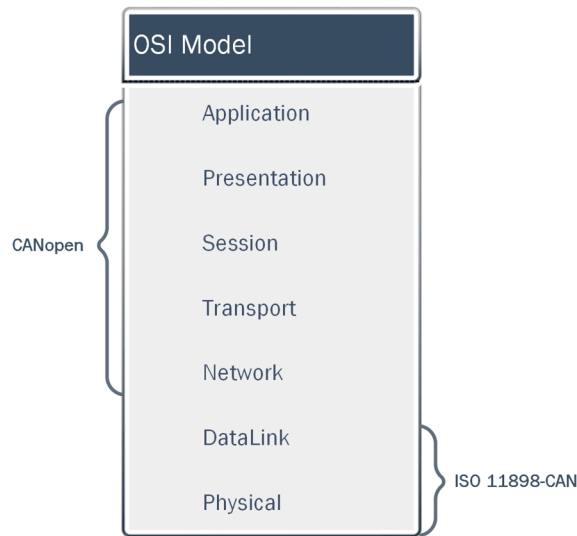 OSI Model
Application
Presentation
CANopen
Session
Transport
Network
DataLink
ISO 11898-CAN
Physical